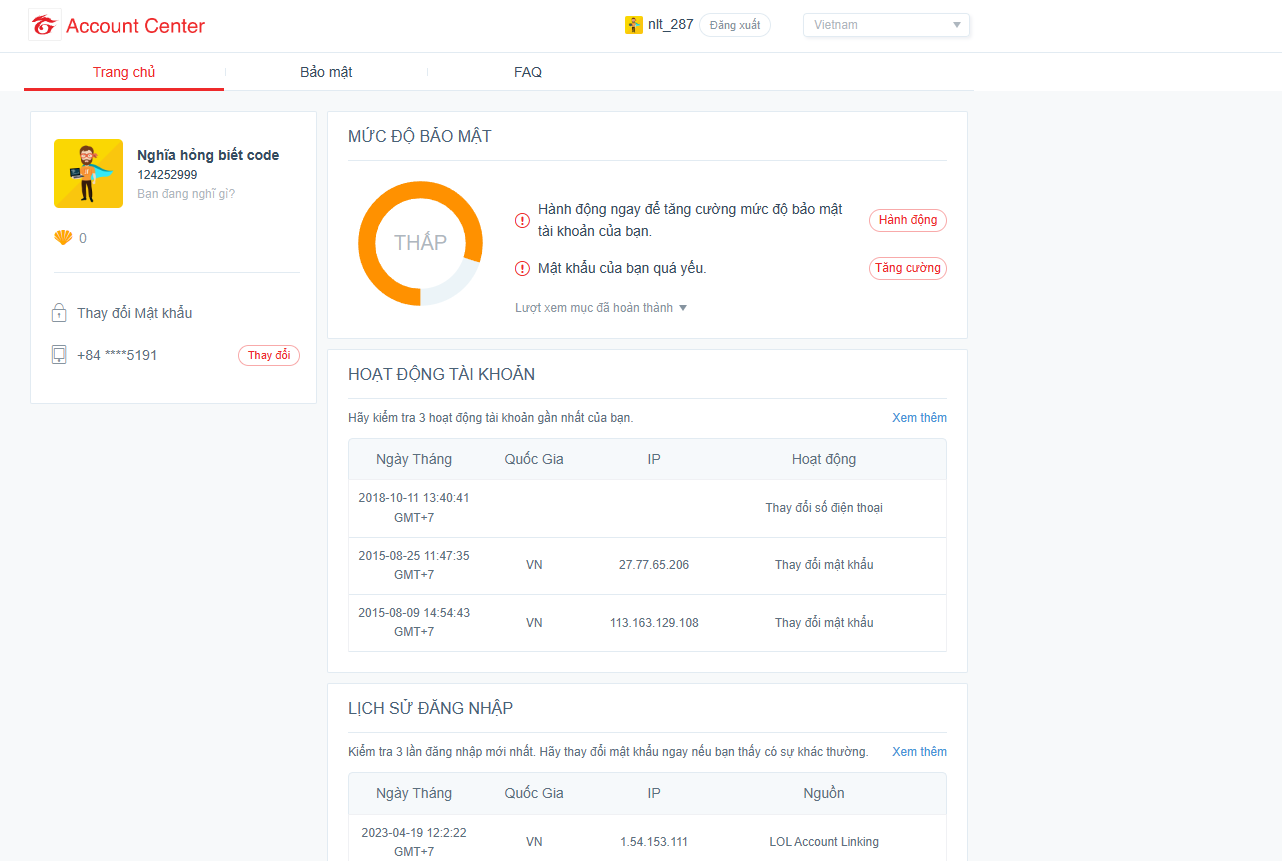 Account Center
nlt_287
Đăng xuất
Vietnam
Trang chủ
Bảo mật
FAQ
Nghĩa hỏng biết code
124252999
Bạn đang nghĩ gì?
0
Thay đổi Mật khẩu
+84 ****5191
Thay đổi
MỨC ĐỘ BẢO MẬT
THẤP
Hành động ngay để tăng cường mức độ bảo mật
tài khoản của bạn.
Hành động
Mật khẩu của bạn quá yếu.
Tăng cường
Lượt xem mục đã hoàn thành
HOẠT ĐỘNG TÀI KHOẢN
Hãy kiểm tra 3 hoạt động tài khoản gần nhất của bạn.
Xem thêm
Ngày Tháng Quốc Gia IP Hoạt động
2018-10-11 13:40:41
GMT+7
Thay đổi số điện thoại
2015-08-25 11:47:35
GMT+7
VN 27.77.65.206 Thay đổi mật khẩu
2015-08-09 14:54:43
GMT+7
VN 113.163.129.108 Thay đổi mật khẩu
LỊCH SỬ ĐĂNG NHẬP
Kiểm tra 3 lần đăng nhập mới nhất. Hãy thay đổi mật khẩu ngay nếu bạn thấy có sự khác thường.
Xem thêm
Ngày Tháng Quốc Gia IP Nguồn
2023-04-19 12:2:22
GMT+7
VN 1.54.153.111 LOL Account Linking